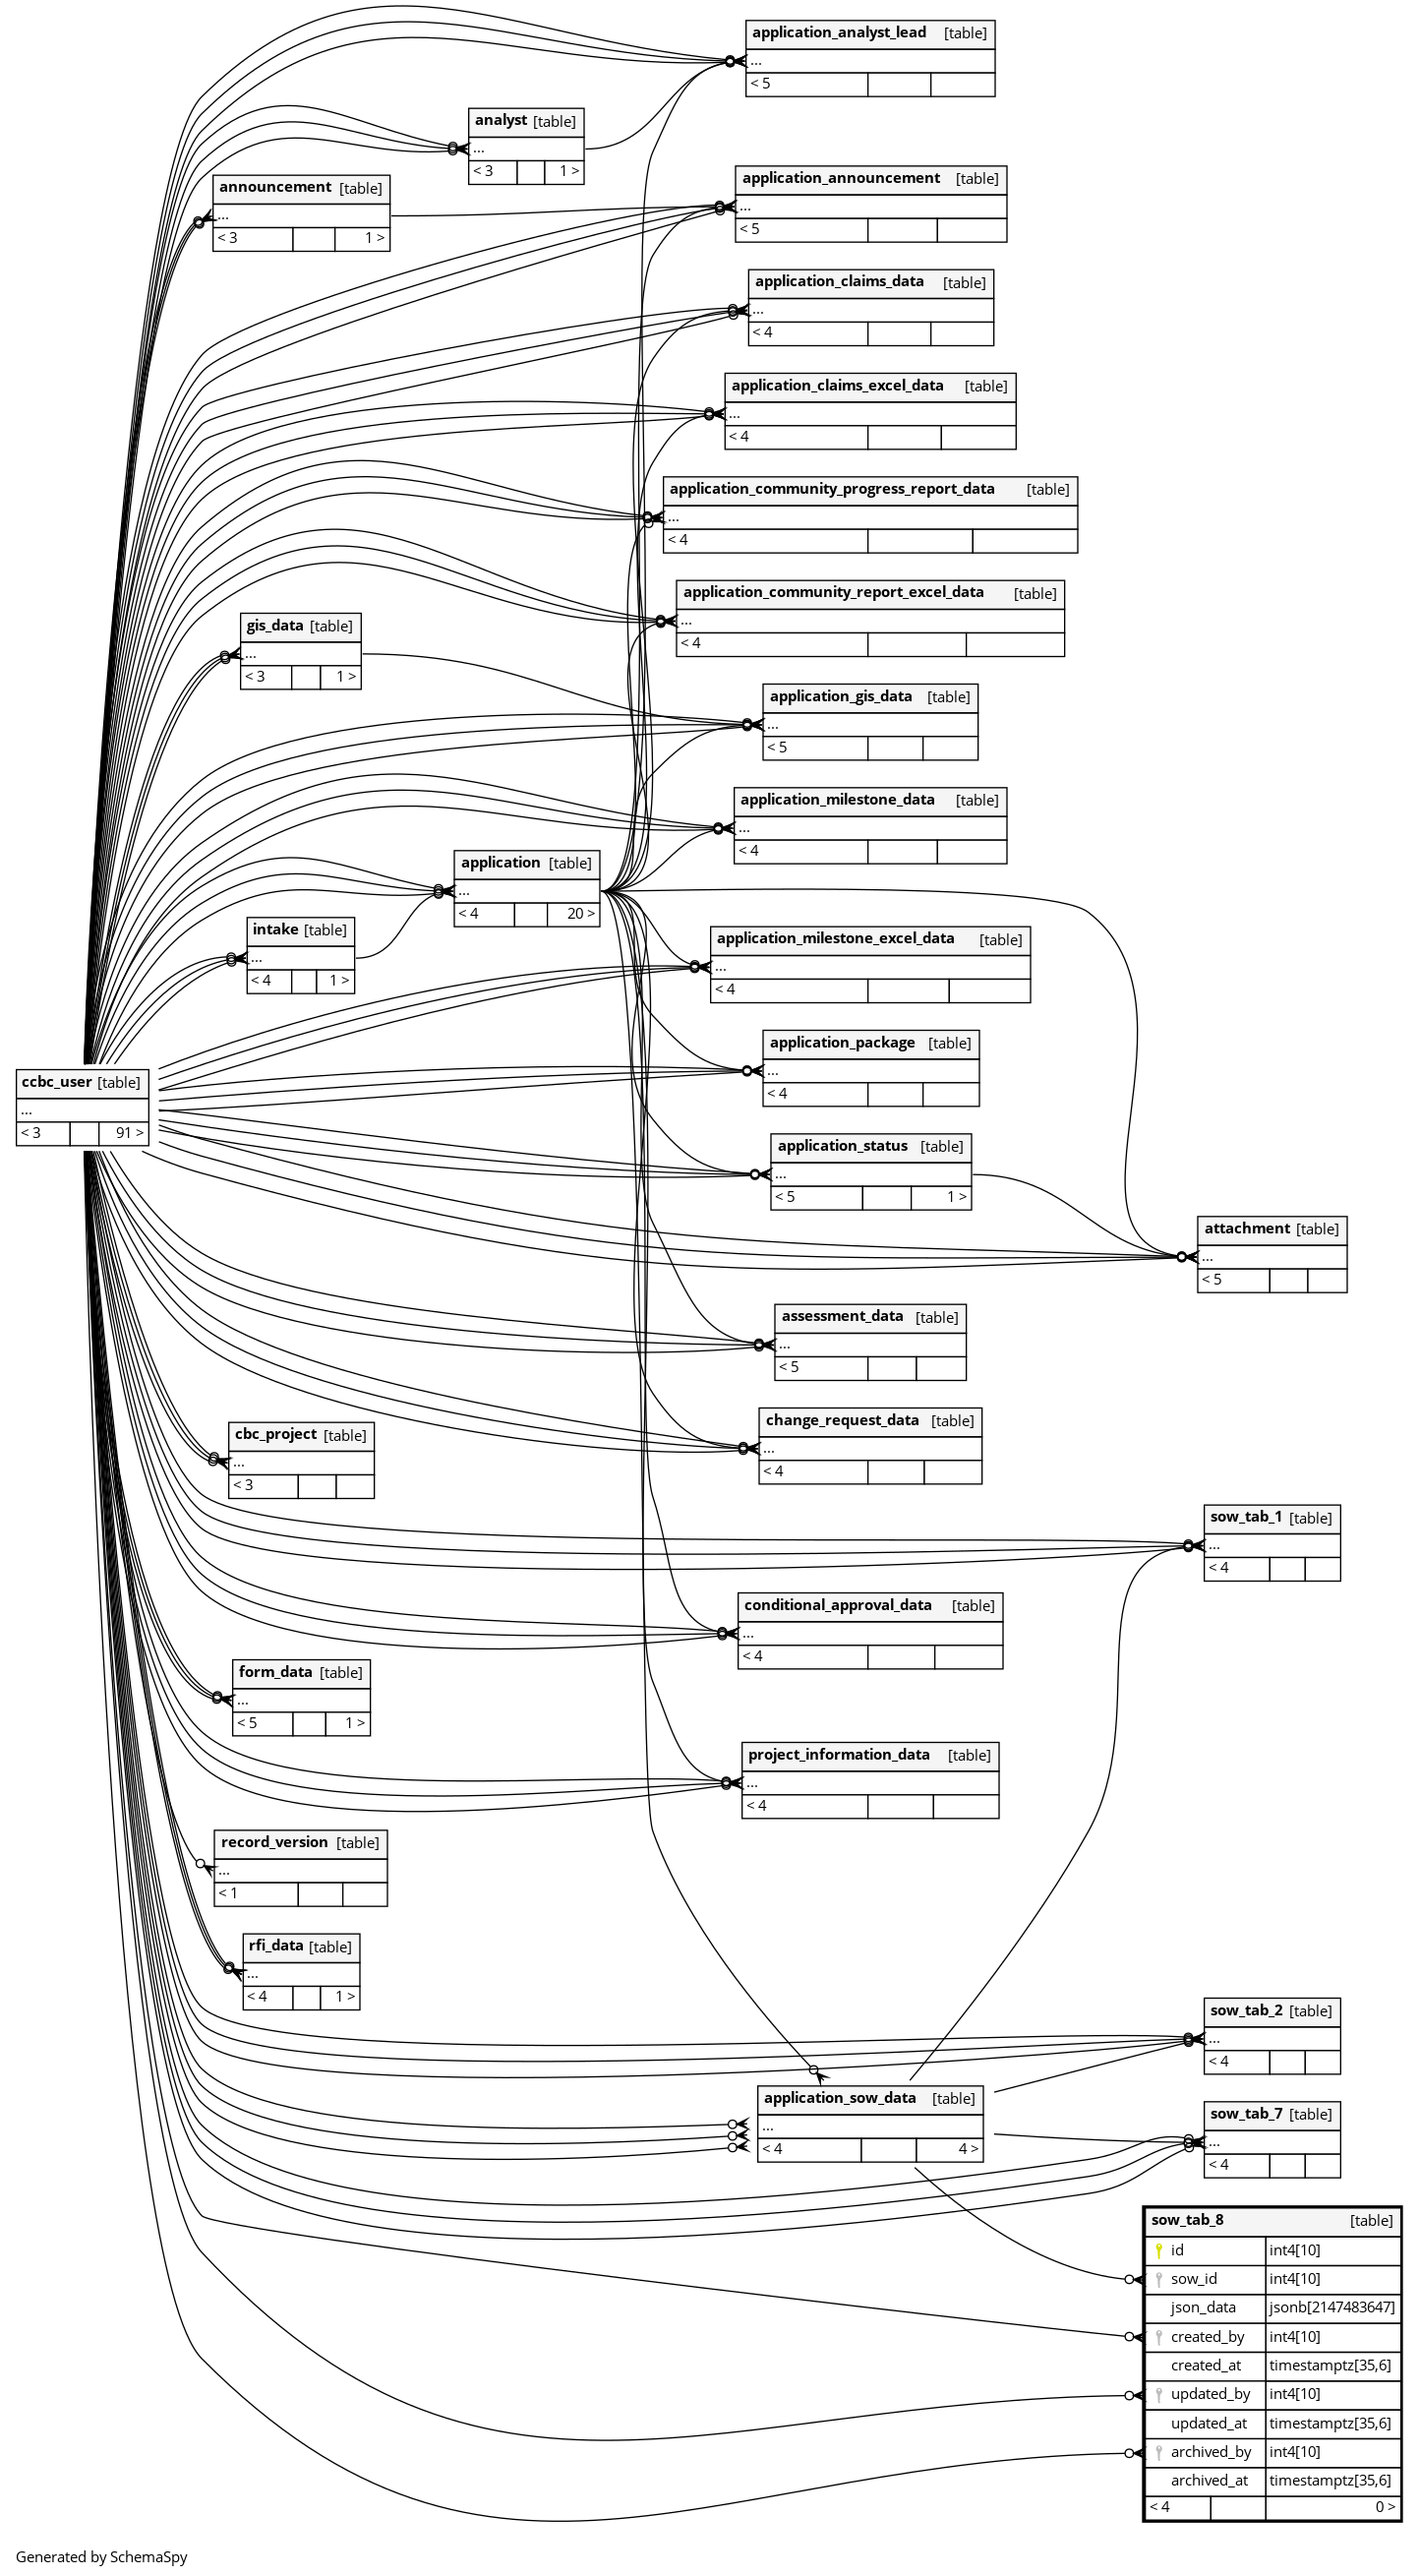 application_analyst_lead [table]
...
< 5
analyst [table]
...
< 3 1 >
announcement [table]
...
< 3 1 >
application_announcement [table]
...
< 5
application_claims_data [table]
...
< 4
application_claims_excel_data [table]
...
< 4
application_community_progress_report_data [table]
...
< 4
application_community_report_excel_data [table]
...
< 4
gis_data [table]
...
< 3 1 >
application_gis_data [table]
...
< 5
application_milestone_data [table]
...
< 4
application [table]
...
< 4 20 >
intake [table]
...
< 4 1 >
application_milestone_excel_data [table]
...
< 4
application_package [table]
...
< 4
ccbc_user [table]
...
< 3 91 >
application_status [table]
...
< 5 1 >
attachment [table]
...
< 5
assessment_data [table]
...
< 5
change_request_data [table]
...
< 4
cbc_project [table]
...
< 3
sow_tab_1 [table]
...
< 4
conditional_approval_data [table]
...
< 4
form_data [table]
...
< 5 1 >
project_information_data [table]
...
< 4
record_version [table]
...
< 1
rfi_data [table]
...
< 4 1 >
sow_tab_2 [table]
...
< 4
application_sow_data [table]
...
< 4 4 >
sow_tab_7 [table]
...
< 4
sow_tab_8 [table]
id int4[10]
sow_id int4[10]
json_data jsonb[2147483647]
created_by int4[10]
created_at timestamptz[35,6]
updated_by int4[10]
updated_at timestamptz[35,6]
archived_by int4[10]
archived_at timestamptz[35,6]
< 4 0 >
Generated by SchemaSpy